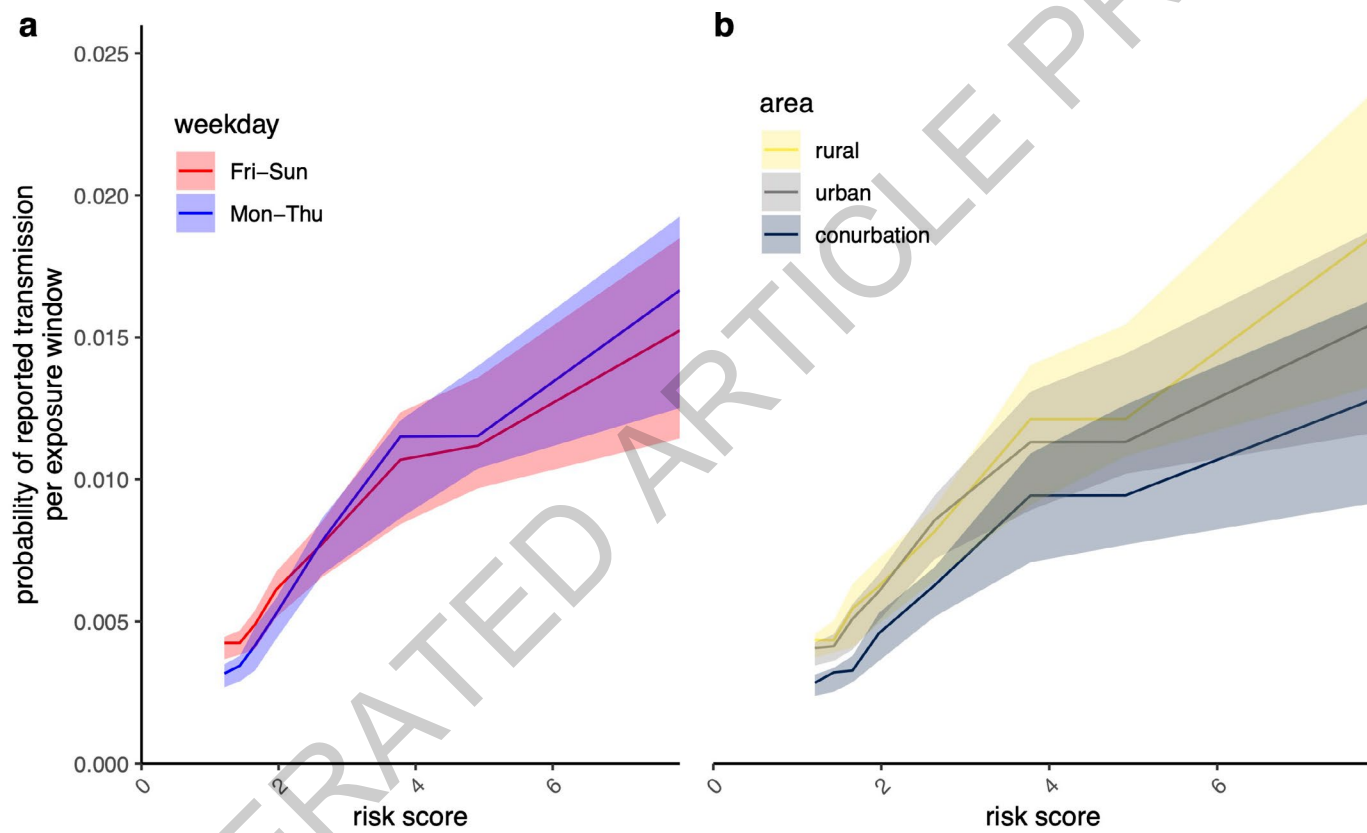 a
b
0.025
0.020
0.015
0.010
0.005
0.000
probability of reported transmission
per exposure window
weekday
Fri–Sun
Mon–Thu
0
2
4
6
risk score
area
rural
urban
conurbation
0
2
4
6
risk score
ERATED ARTICLE PR